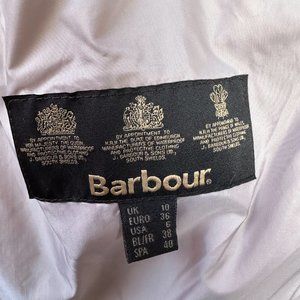 BY APPOINTMENT TO
HER MAJESTY THE QUEEN
MANUFACTURERS OF WATERPROOF
AND PROTECTIVE CLOTHING
J. BARBOUR & SONS LTD
SOUTH SHIELDS.
BY APPOINTMENT TO
H.R.H THE DUKE OF EDINBURGH
MANUFACTURERS OF WATERPROOF
AND PROTECTIVE CLOTHING
J. BARBOUR & SONS LTD
SOUTH SHIELDS.
BY APPOINTMENT TO
H.R.H. THE PRINCE OF WALES
MANUFACTURERS OF WATERPROOF
AND PROTECTIVE CLOTHING
J. BARBOUR & SONS LTD
SOUTH SHIELDS.
Barbour®
UK 10
EURO 36
USA 6
BL/FR 38
SPA 40